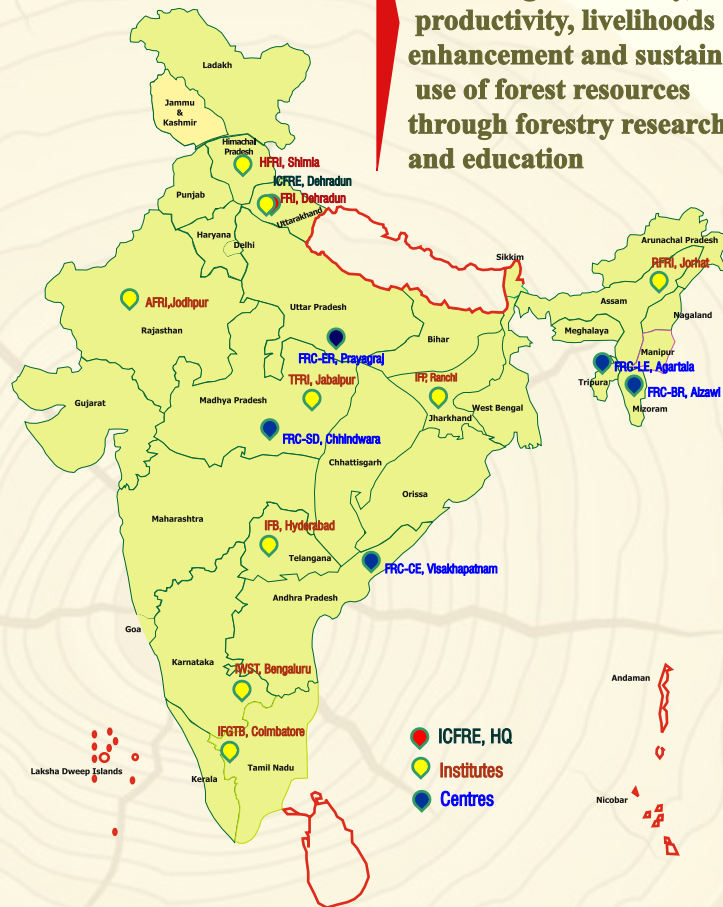 productivity, livelihoods
enhancement and sustain
use of forest resources
through forestry research
and education
Ladakh
Jammu
&
Kashmir
Himachal
Pradesh
HFRI, Shimla
ICFRE, Dehradun
FRI, Dehradun
Uttarakhand
Punjab
Haryana
Delhi
Sikkim
Arunachal Pradesh
RFRI, Jorhat
AFRI,Jodhpur
Rajasthan
Uttar Pradesh
Assam
Nagaland
Bihar
Meghalaya
Manipur
FRC-ER, Prayagraj
FRC-LE, Agartala
TFRI, Jabalpur
IFP, Ranchi
Tripura
FRC-BR, Aizawl
Gujarat
Madhya Pradesh
West Bengal
Mizoram
Jharkhand
FRC-SD, Chhindwara
Chhattisgarh
Orissa
Maharashtra
IFB, Hyderabad
Telangana
FRC-CE, Visakhapatnam
Andhra Pradesh
Goa
Karnataka
IWST, Bengaluru
Andaman
IFGTB, Coimbatore
ICFRE, HQ
Laksha Dweep Islands
Tamil Nadu
Institutes
Kerala
Centres
Nicobar